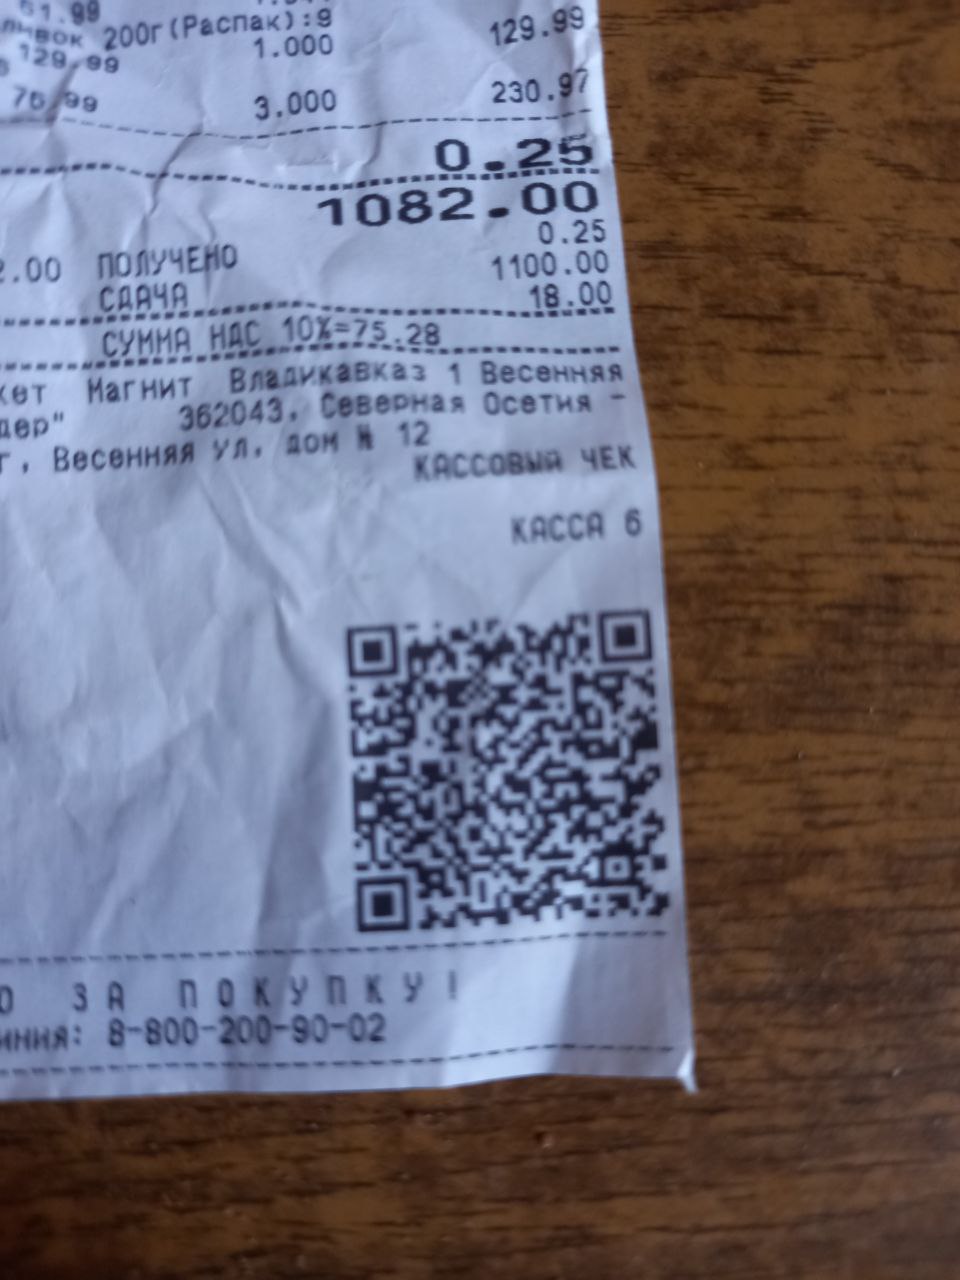 61.99
200г(Распак):9
129.99 1.000 129.99
76.99 3.000 230.97
0.25
1082.00
0.25
2.00 ПОЛУЧЕНО 1100.00
СДАЧА 18.00
СУММА НДС 10%=75.28
кет Магнит Владикавказ 1 Весенняя
дер" 362043, Северная Осетия -
г, Весенняя ул, дом № 12
КАССОВЫЙ ЧЕК
КАССА 6
О ЗА ПОКУПКУ!
иния: 8-800-200-90-02